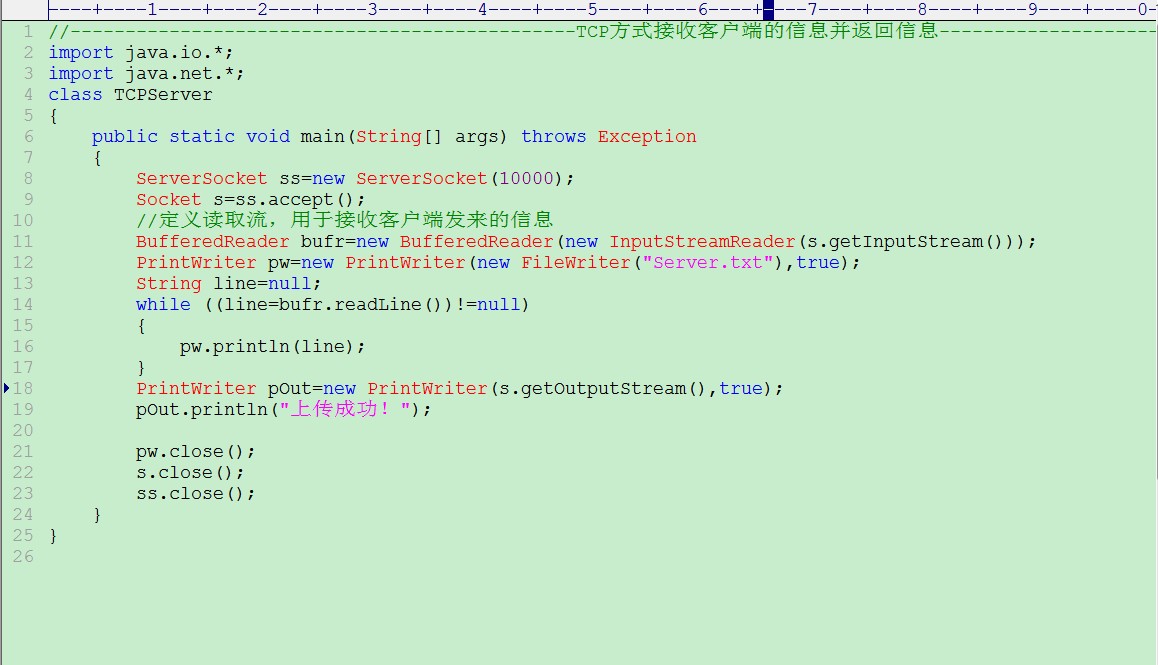 ----+----1----+----2----+----3----+----4----+----5----+----6----+----7----+----8----+----9----+----0-
1 //----------------------------------------------TCP方式接收客户端的信息并返回信息--------------------
2 import java.io.*;
3 import java.net.*;
4 class TCPServer
5 {
6     public static void main(String[] args) throws Exception
7     {
8         ServerSocket ss=new ServerSocket(10000);
9         Socket s=ss.accept();
10         //定义读取流，用于接收客户端发来的信息
11         BufferedReader bufr=new BufferedReader(new InputStreamReader(s.getInputStream()));
12         PrintWriter pw=new PrintWriter(new FileWriter("Server.txt"),true);
13         String line=null;
14         while ((line=bufr.readLine())!=null)
15         {
16             pw.println(line);
17         }
18         PrintWriter pOut=new PrintWriter(s.getOutputStream(),true);
19         pOut.println("上传成功！");
20
21         pw.close();
22         s.close();
23         ss.close();
24     }
25 }
26